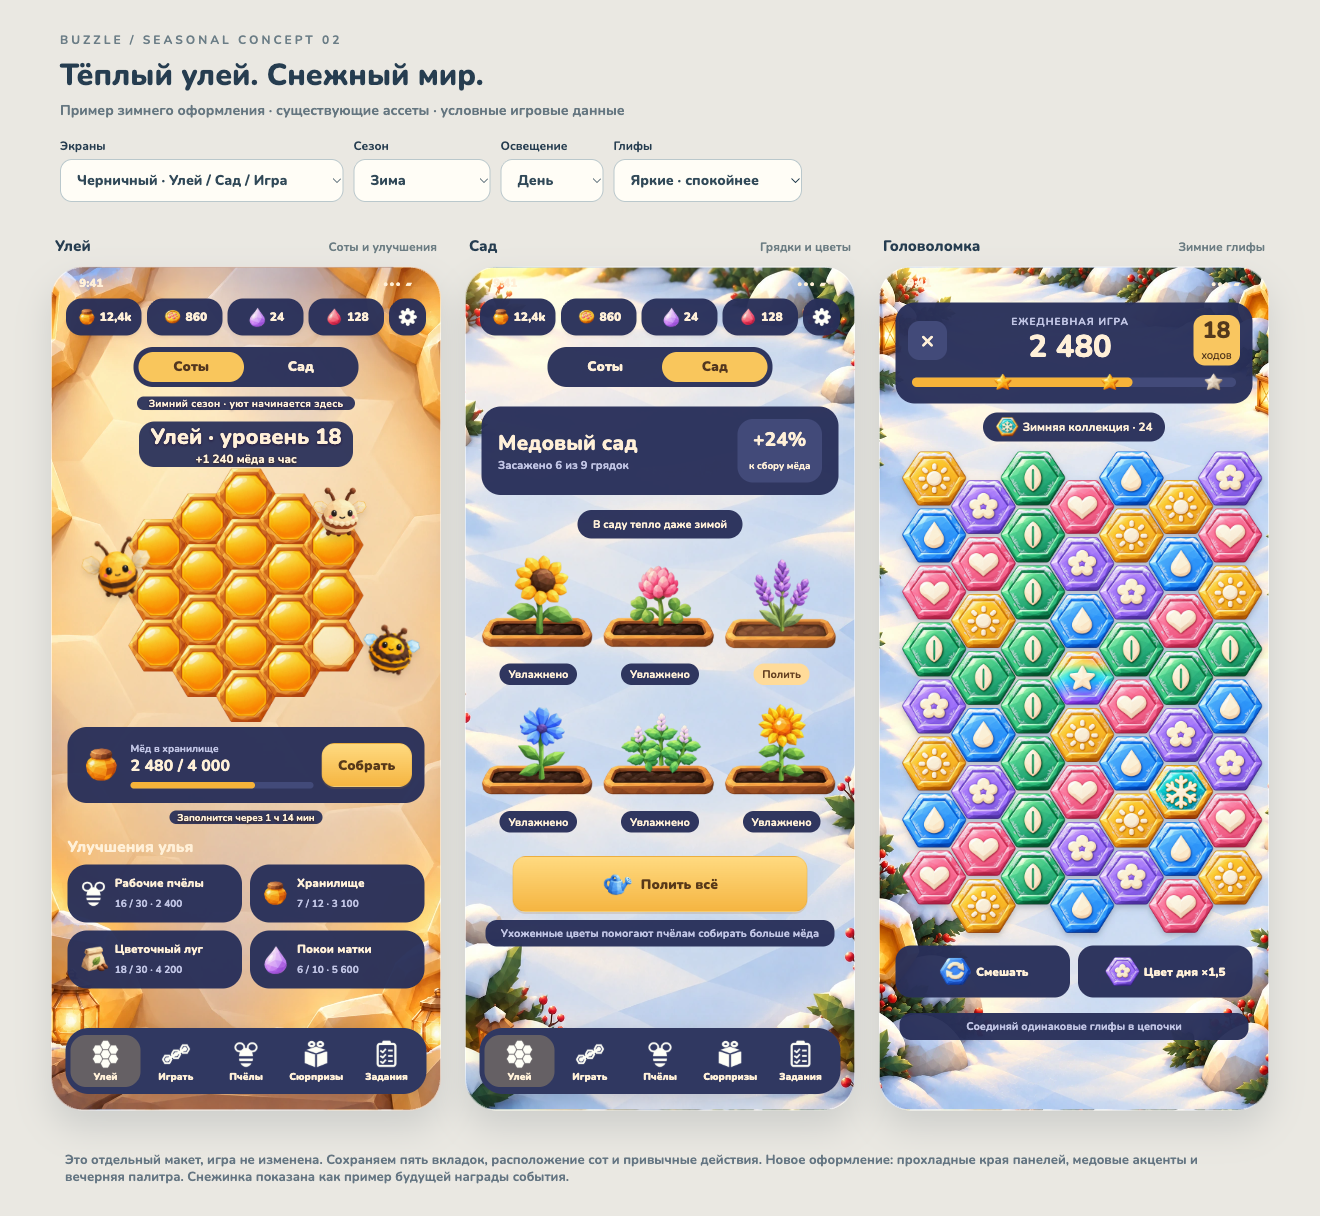 BUZZLE / SEASONAL CONCEPT 02
Тёплый улей. Снежный мир.
Пример зимнего оформления · существующие ассеты · условные игровые данные
Экраны
Сезон
Освещение
Глифы
Черничный · Улей / Сад / Игра
Зима
День
Яркие · спокойнее
Улей
Соты и улучшения
9:41
12,4k
860
24
128
Соты
Сад
Зимний сезон · уют начинается здесь
Улей · уровень 18
+1 240 мёда в час
Мёд в хранилище
2 480 / 4 000
Собрать
Заполнится через 1 ч 14 мин
Улучшения улья
Рабочие пчёлы
16 / 30 · 2 400
Хранилище
7 / 12 · 3 100
Цветочный луг
18 / 30 · 4 200
Покои матки
6 / 10 · 5 600
Улей
Играть
Пчёлы
Сюрпризы
Задания
Сад
Грядки и цветы
12,4k
860
24
128
Соты
Сад
Медовый сад
Засажено 6 из 9 грядок
+24%
к сбору мёда
В саду тепло даже зимой
Увлажнено
Увлажнено
Полить
Увлажнено
Увлажнено
Увлажнено
Полить всё
Ухоженные цветы помогают пчёлам собирать больше мёда
Улей
Играть
Пчёлы
Сюрпризы
Задания
Головоломка
Зимние глифы
×
ЕЖЕДНЕВНАЯ ИГРА
2 480
18
ходов
Зимняя коллекция · 24
Смешать
Цвет дня ×1,5
Соединяй одинаковые глифы в цепочки
Это отдельный макет, игра не изменена. Сохраняем пять вкладок, расположение сот и привычные действия. Новое оформление: прохладные края панелей, медовые акценты и
вечерняя палитра. Снежинка показана как пример будущей награды события.